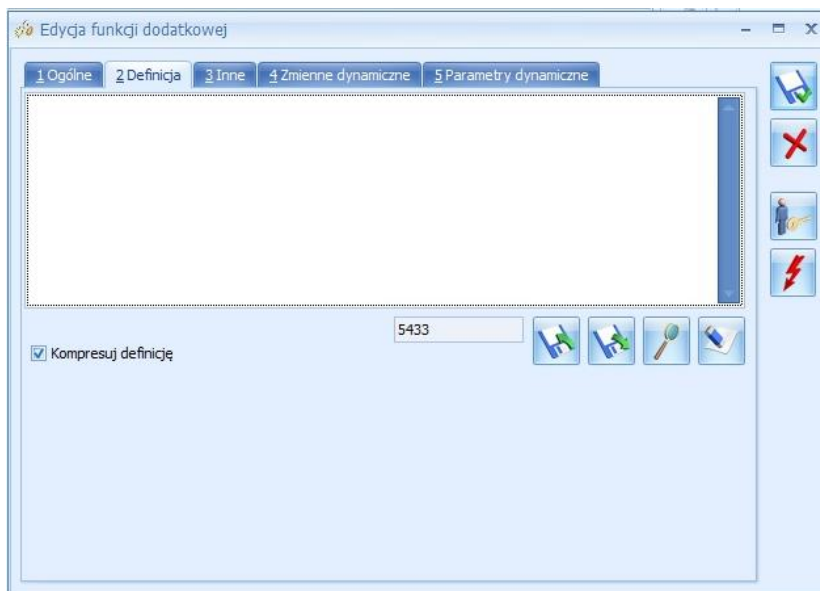 Edycja funkcji dodatkowej
1 Ogólne 2 Definicja 3 Inne 4 Zmienne dynamiczne 5 Parametry dynamiczne
5433
Kompresuj definicję